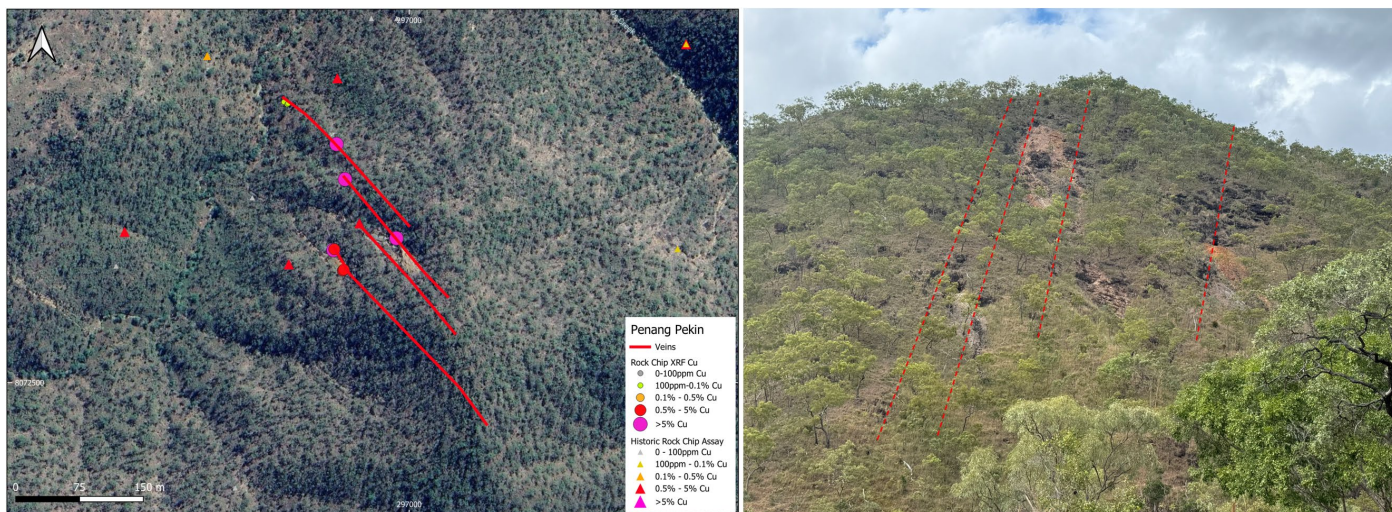 297000
8072500
0 75 150 m
297000
Penang Pekin
Veins
Rock Chip XRF Cu
0-100ppm Cu
100ppm-0.1% Cu
0.1% - 0.5% Cu
0.5% - 5% Cu
>5% Cu
Historic Rock Chip Assay
0 - 100ppm Cu
100ppm - 0.1% Cu
0.1% - 0.5% Cu
0.5% - 5% Cu
>5% Cu